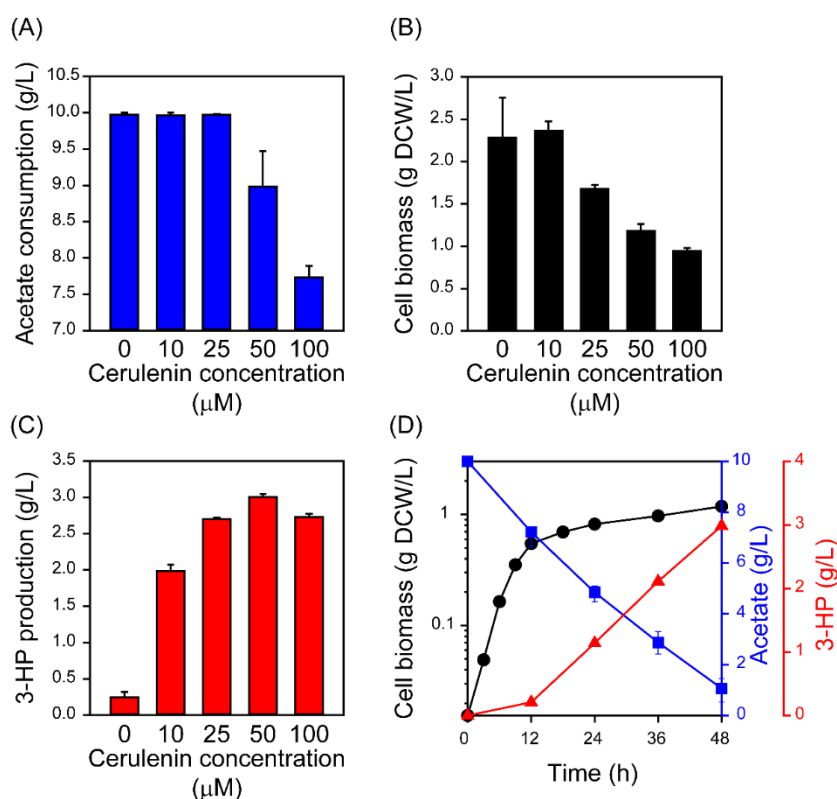 (A)
Acetate consumption (g/L)
10.5
10.0
9.5
9.0
8.5
8.0
7.5
7.0
0 10 25 50 100
Cerulenin concentration
(μM)
(B)
Cell biomass (g DCW/L)
3.0
2.5
2.0
1.5
1.0
0.5
0.0
0 10 25 50 100
Cerulenin concentration
(μM)
(C)
3-HP production (g/L)
3.5
3.0
2.5
2.0
1.5
1.0
0.5
0.0
0 10 25 50 100
Cerulenin concentration
(μM)
(D)
Cell biomass (g DCW/L)
1
0.1
0 12 24 36 48
Time (h)
10
8
6
4
2
0
Acetate (g/L)
4
3
2
1
0
3-HP (g/L)